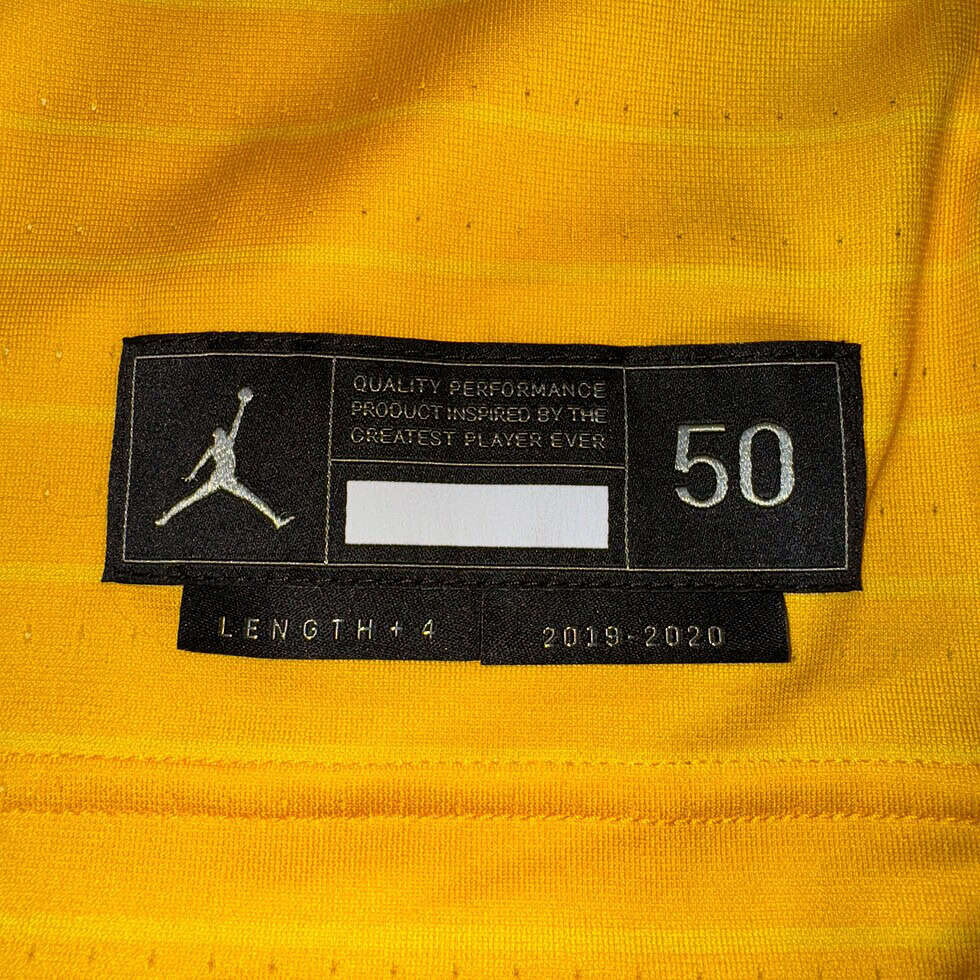 QUALITY PERFORMANCE
PRODUCT INSPIRED BY THE
GREATEST PLAYER EVER
50
LENGTH + 4
2019-2020